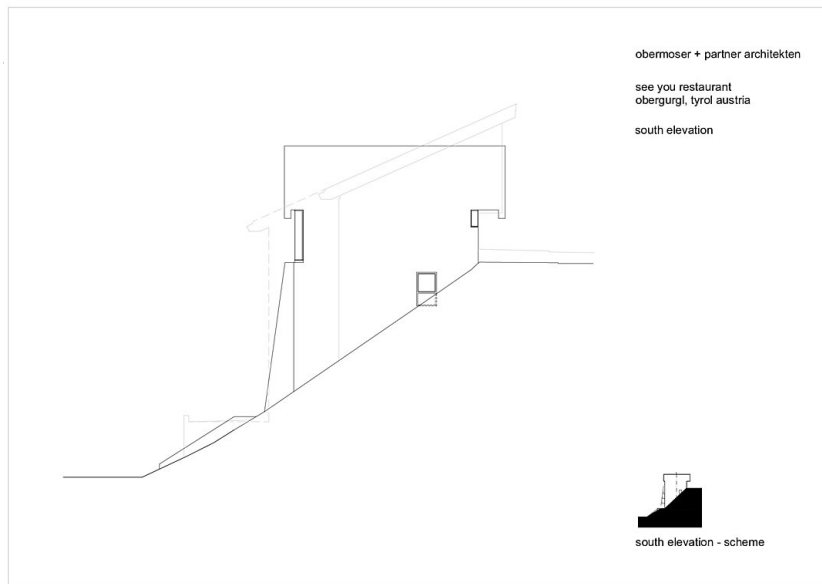 obermoser + partner architekten
see you restaurant
obergurgl, tyrol austria
south elevation
south elevation - scheme